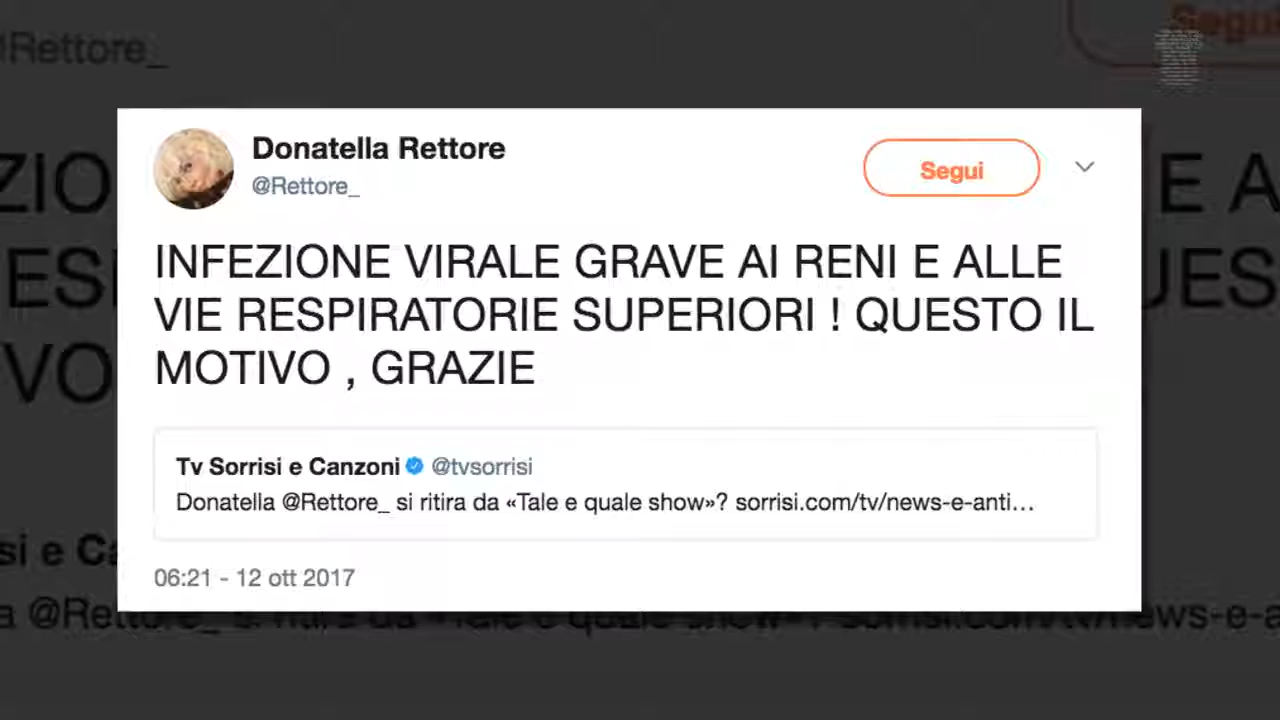 @Rettore_
Segui
Donatella Rettore
@Rettore_
Segui
INFEZIONE VIRALE GRAVE AI RENI E ALLE
VIE RESPIRATORIE SUPERIORI ! QUESTO IL
MOTIVO , GRAZIE
Tv Sorrisi e Canzoni @tvsorrisi
Donatella @Rettore_ si ritira da «Tale e quale show»? sorrisi.com/tv/news-e-anti…
06:21 - 12 ott 2017